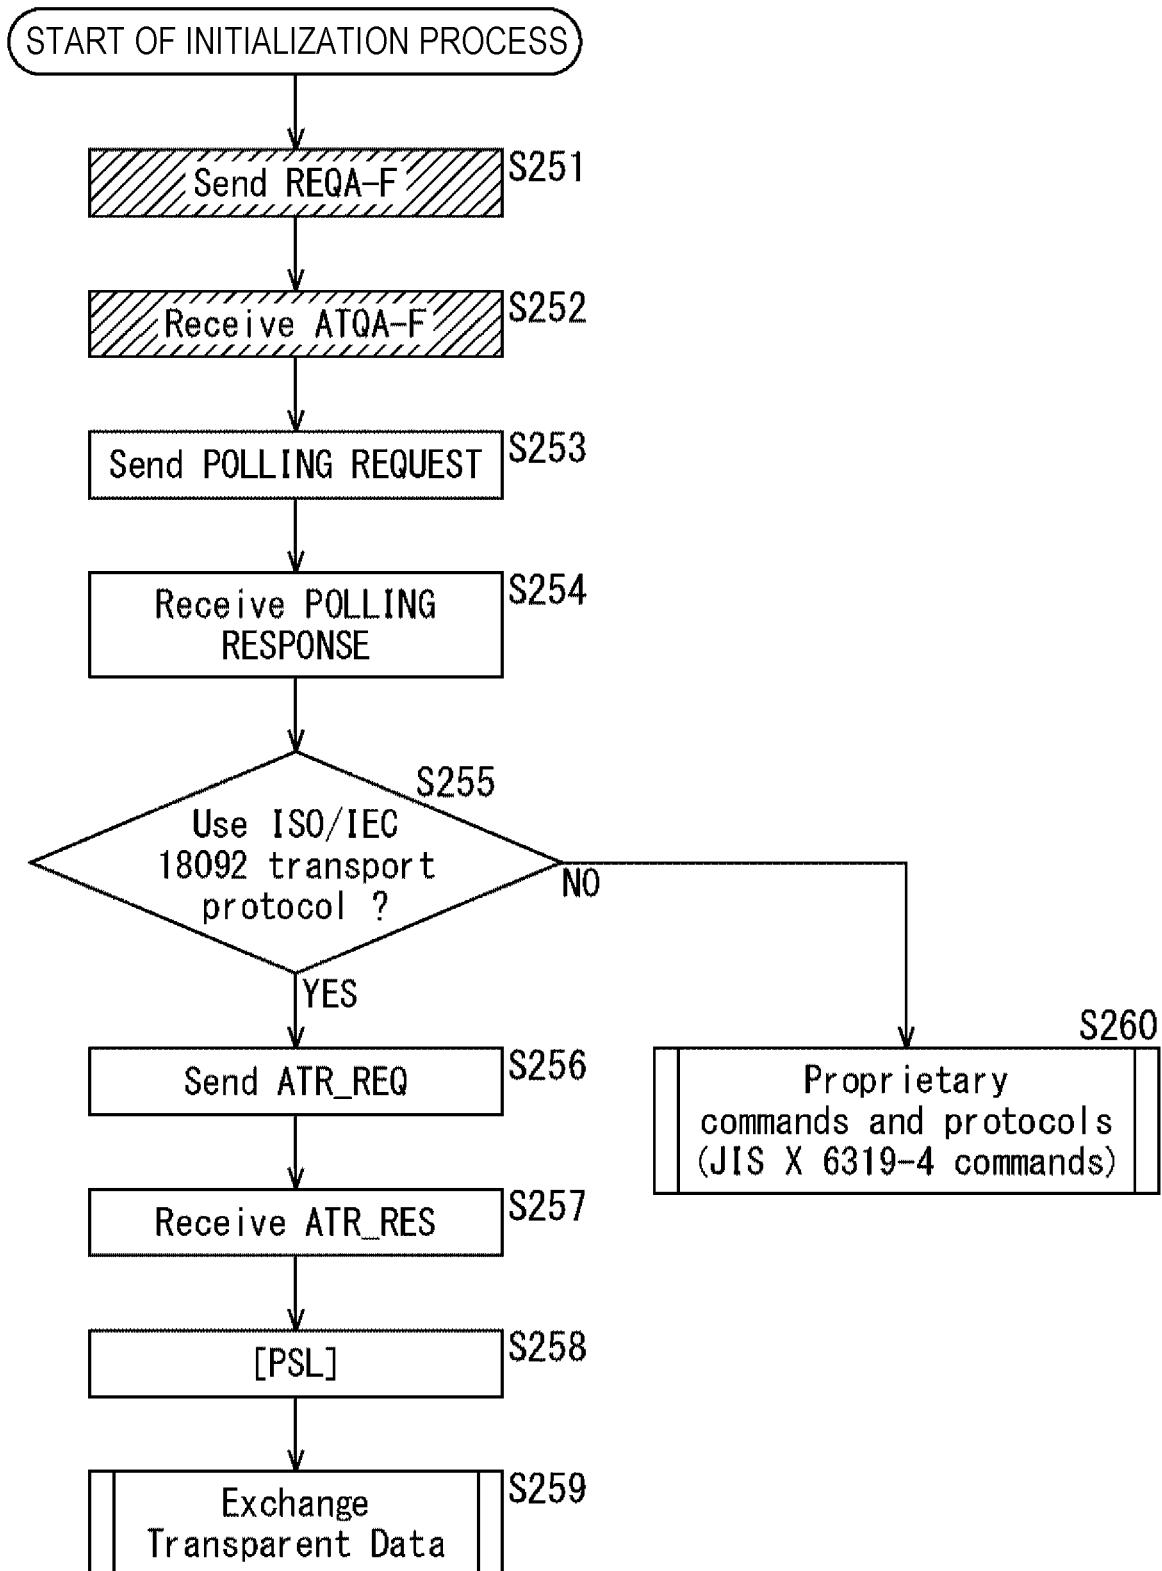 START OF INITIALIZATION PROCESS
Send REQA-F
S251
Receive ATQA-F
S252
Send POLLING REQUEST
S253
Receive POLLING
RESPONSE
S254
S255
Use ISO/IEC
18092 transport
protocol ?
NO
YES
Send ATR_REQ
S256
S260
Proprietary
commands and protocols
(JIS X 6319-4 commands)
Receive ATR_RES
S257
[PSL]
S258
Exchange
Transparent Data
S259